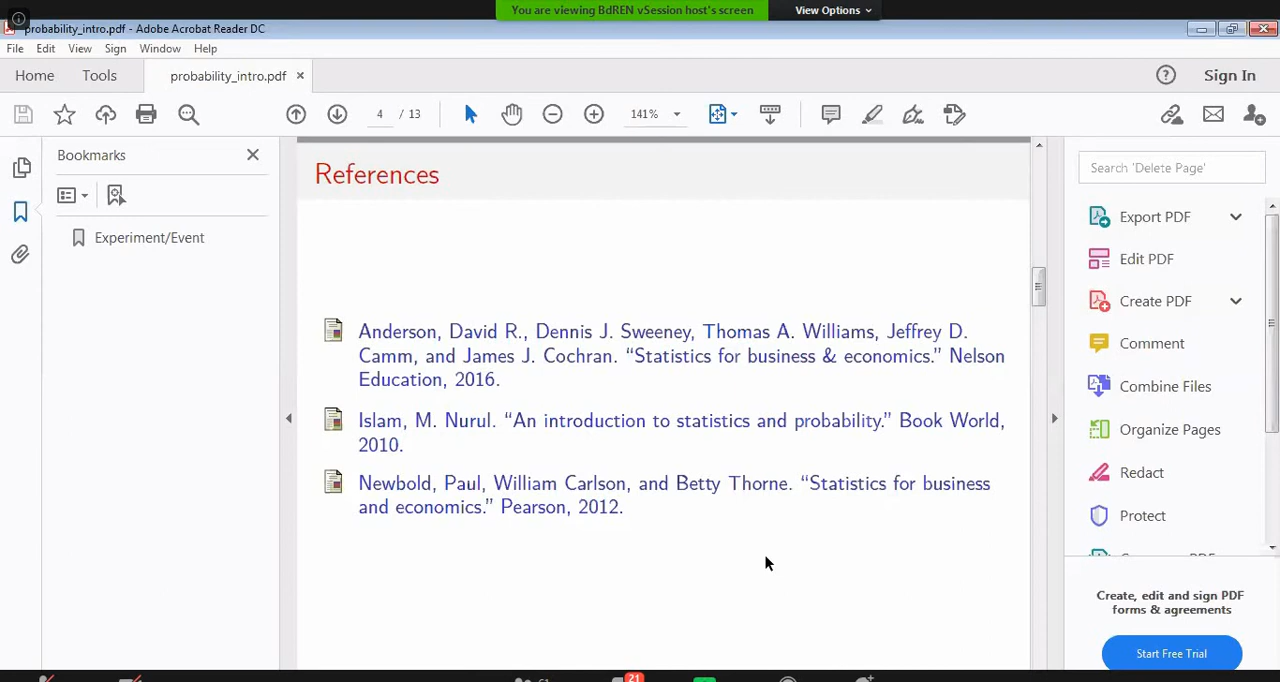 You are viewing BdREN vSession host's screen
View Options
probability_intro.pdf - Adobe Acrobat Reader DC
File Edit View Sign Window Help
Home Tools probability_intro.pdf × Sign In
4 / 13 141%
Bookmarks
Experiment/Event
References
Anderson, David R., Dennis J. Sweeney, Thomas A. Williams, Jeffrey D.
Camm, and James J. Cochran. “Statistics for business & economics.” Nelson
Education, 2016.
Islam, M. Nurul. “An introduction to statistics and probability.” Book World,
2010.
Newbold, Paul, William Carlson, and Betty Thorne. “Statistics for business
and economics.” Pearson, 2012.
Search 'Delete Page'
Export PDF
Edit PDF
Create PDF
Comment
Combine Files
Organize Pages
Redact
Protect
Create, edit and sign PDF
forms & agreements
Start Free Trial
21